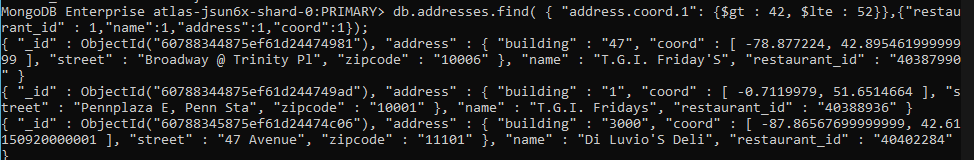 MongoDB Enterprise atlas-jsun6x-shard-0:PRIMARY> db.addresses.find( { "address.coord.1": {$gt : 42, $lte : 52}},{"restau
rant_id" : 1,"name":1,"address":1,"coord":1});
{ "_id" : ObjectId("60788344875ef61d24474981"), "address" : { "building" : "47", "coord" : [ -78.877224, 42.895461999999
99 ], "street" : "Broadway @ Trinity Pl", "zipcode" : "10006" }, "name" : "T.G.I. Friday'S", "restaurant_id" : "40387990
" }
{ "_id" : ObjectId("60788344875ef61d244749ad"), "address" : { "building" : "1", "coord" : [ -0.7119979, 51.6514664 ], "s
treet" : "Pennplaza E, Penn Sta", "zipcode" : "10001" }, "name" : "T.G.I. Fridays", "restaurant_id" : "40388936" }
{ "_id" : ObjectId("60788345875ef61d24474c06"), "address" : { "building" : "3000", "coord" : [ -87.86567699999999, 42.61
150920000001 ], "street" : "47 Avenue", "zipcode" : "11101" }, "name" : "Di Luvio'S Deli", "restaurant_id" : "40402284"
}